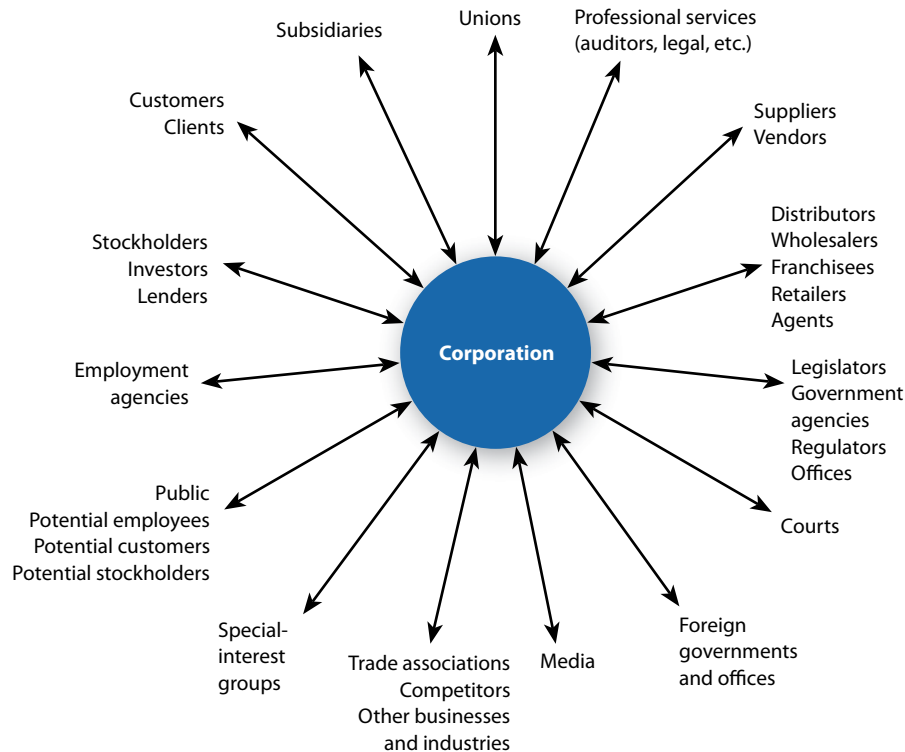 Unions
Professional services
(auditors, legal, etc.)
Subsidiaries
Customers
Clients
Suppliers
Vendors
Stockholders
Investors
Lenders
Distributors
Wholesalers
Franchisees
Retailers
Agents
Corporation
Employment
agencies
Legislators
Government
agencies
Regulators
Offices
Public
Potential employees
Potential customers
Potential stockholders
Courts
Special-
interest
groups
Trade associations
Competitors
Other businesses
and industries
Media
Foreign
governments
and offices